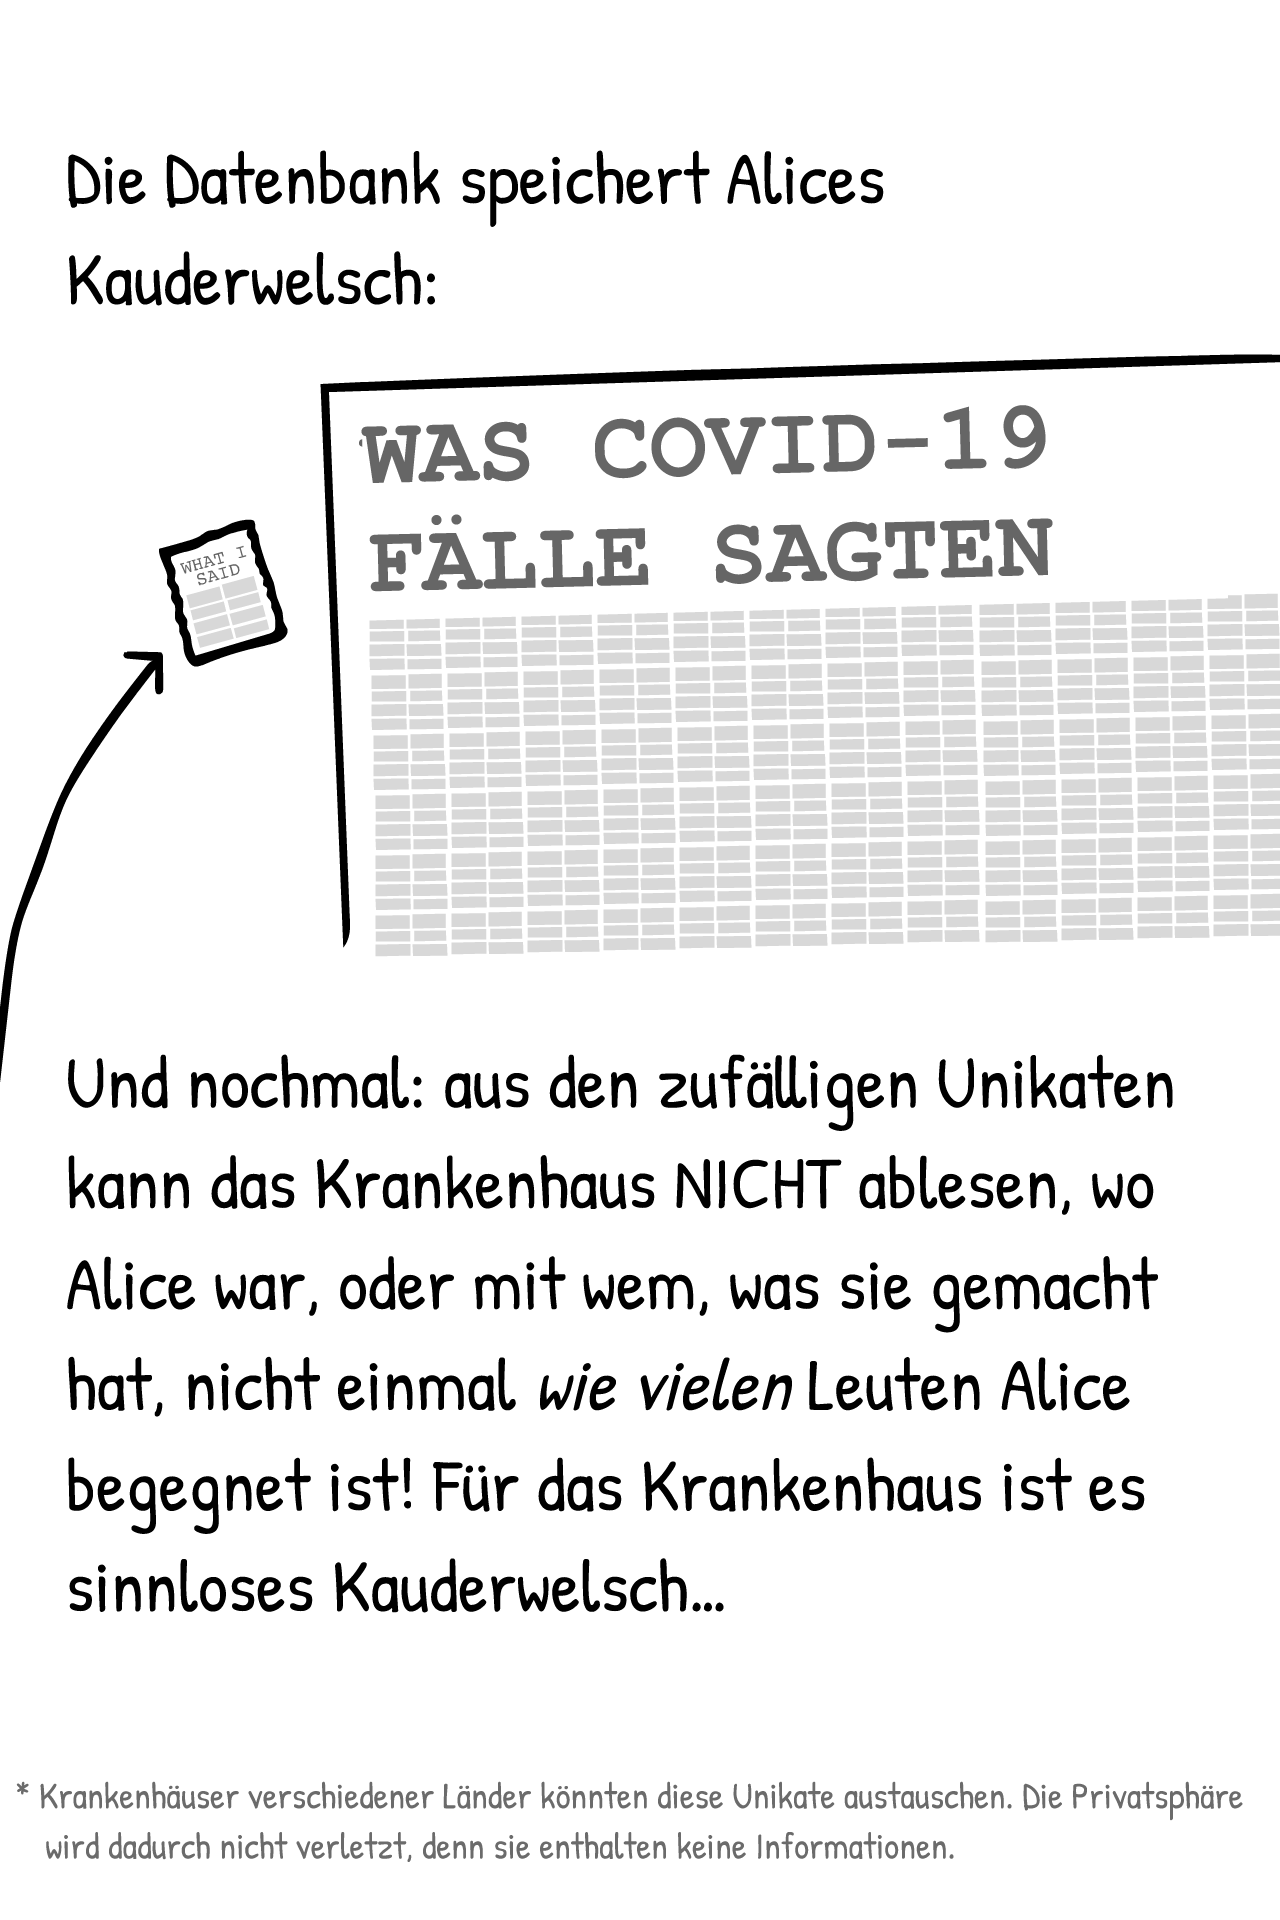 Die Datenbank speichert Alices
Kauderwelsch:
WAS COVID-19
FÄLLE SAGTEN
WHAT I
SAID
Und nochmal: aus den zufälligen Unikaten
kann das Krankenhaus NICHT ablesen, wo
Alice war, oder mit wem, was sie gemacht
hat, nicht einmal wie vielen Leuten Alice
begegnet ist! Für das Krankenhaus ist es
sinnloses Kauderwelsch...
* Krankenhäuser verschiedener Länder könnten diese Unikate austauschen. Die Privatsphäre
wird dadurch nicht verletzt, denn sie enthalten keine Informationen.